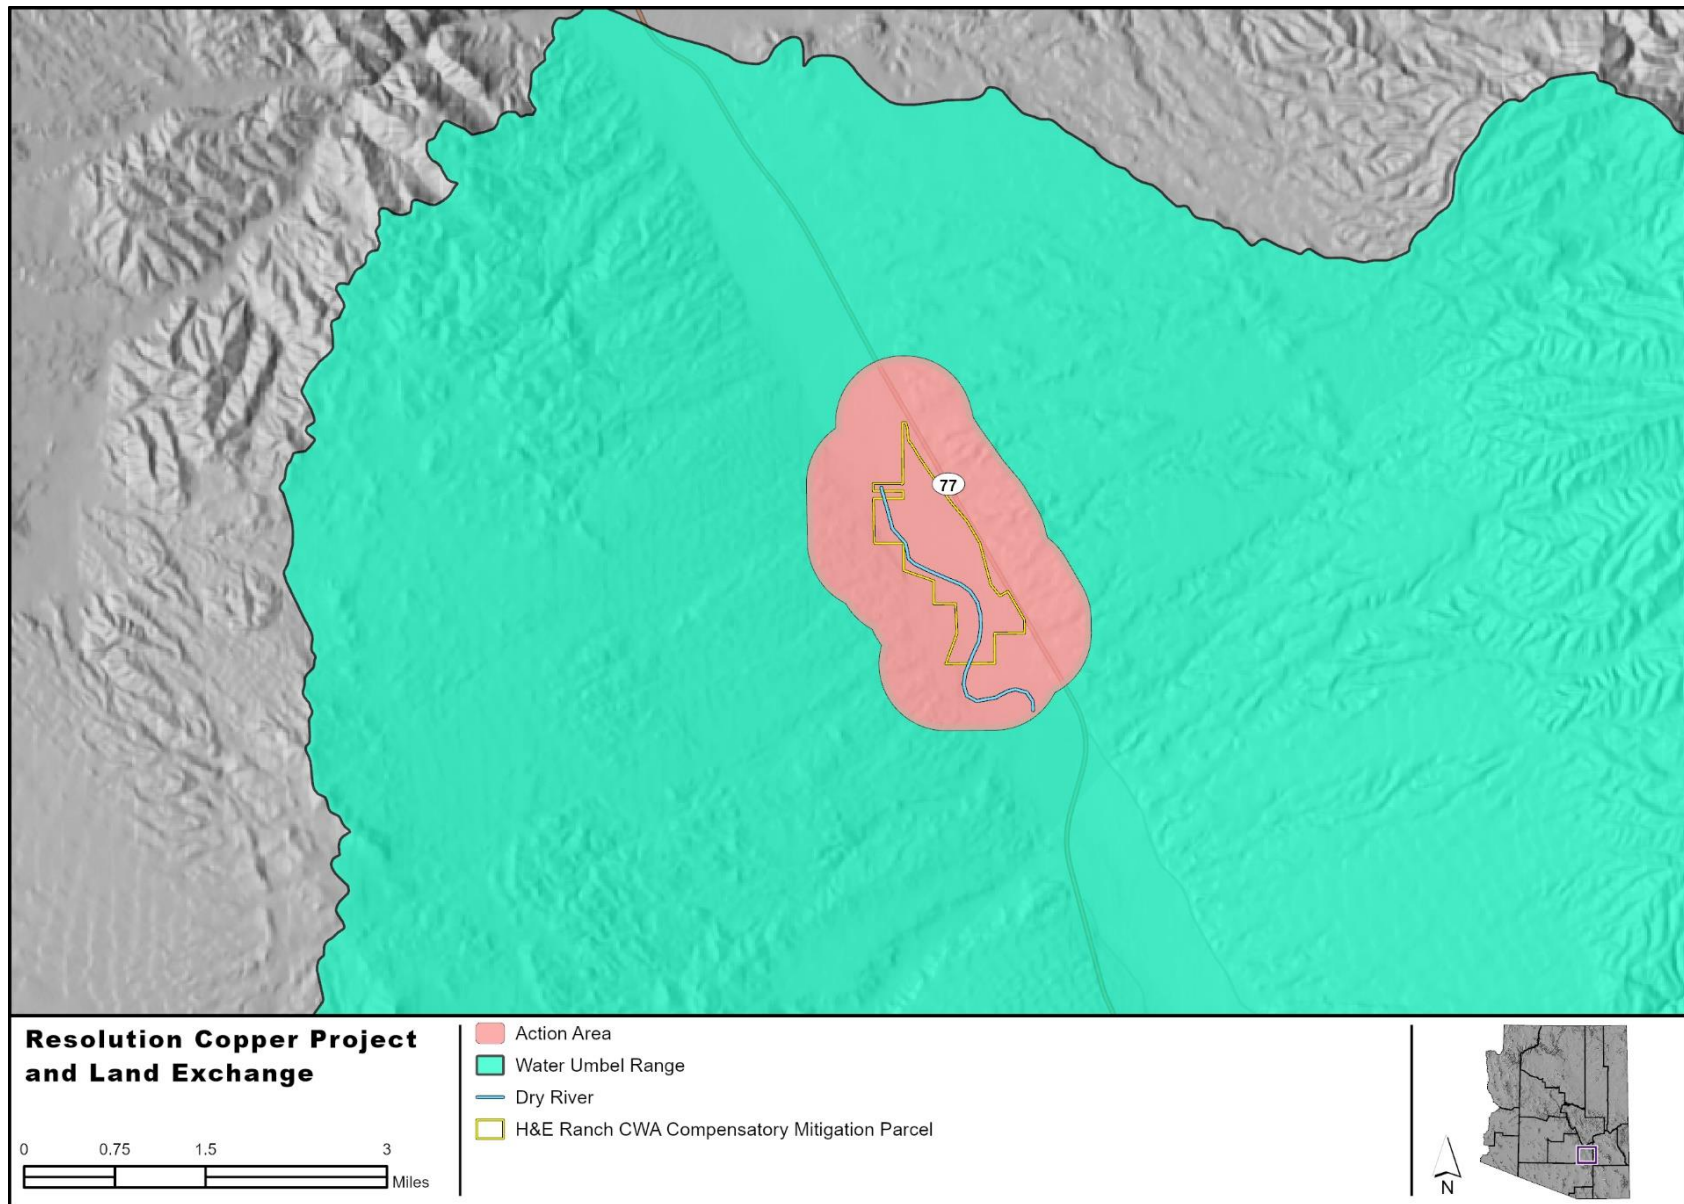 77
Resolution Copper Project
and Land Exchange
0 0.75 1.5 3
Miles
Action Area
Water Umbel Range
Dry River
H&E Ranch CWA Compensatory Mitigation Parcel
N